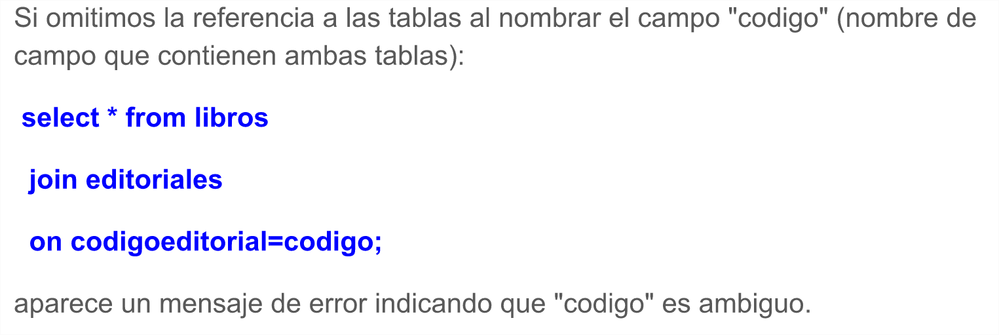 Si omitimos la referencia a las tablas al nombrar el campo "codigo" (nombre de
campo que contienen ambas tablas):
select * from libros
join editoriales
on codigoeditorial=codigo;
aparece un mensaje de error indicando que "codigo" es ambiguo.